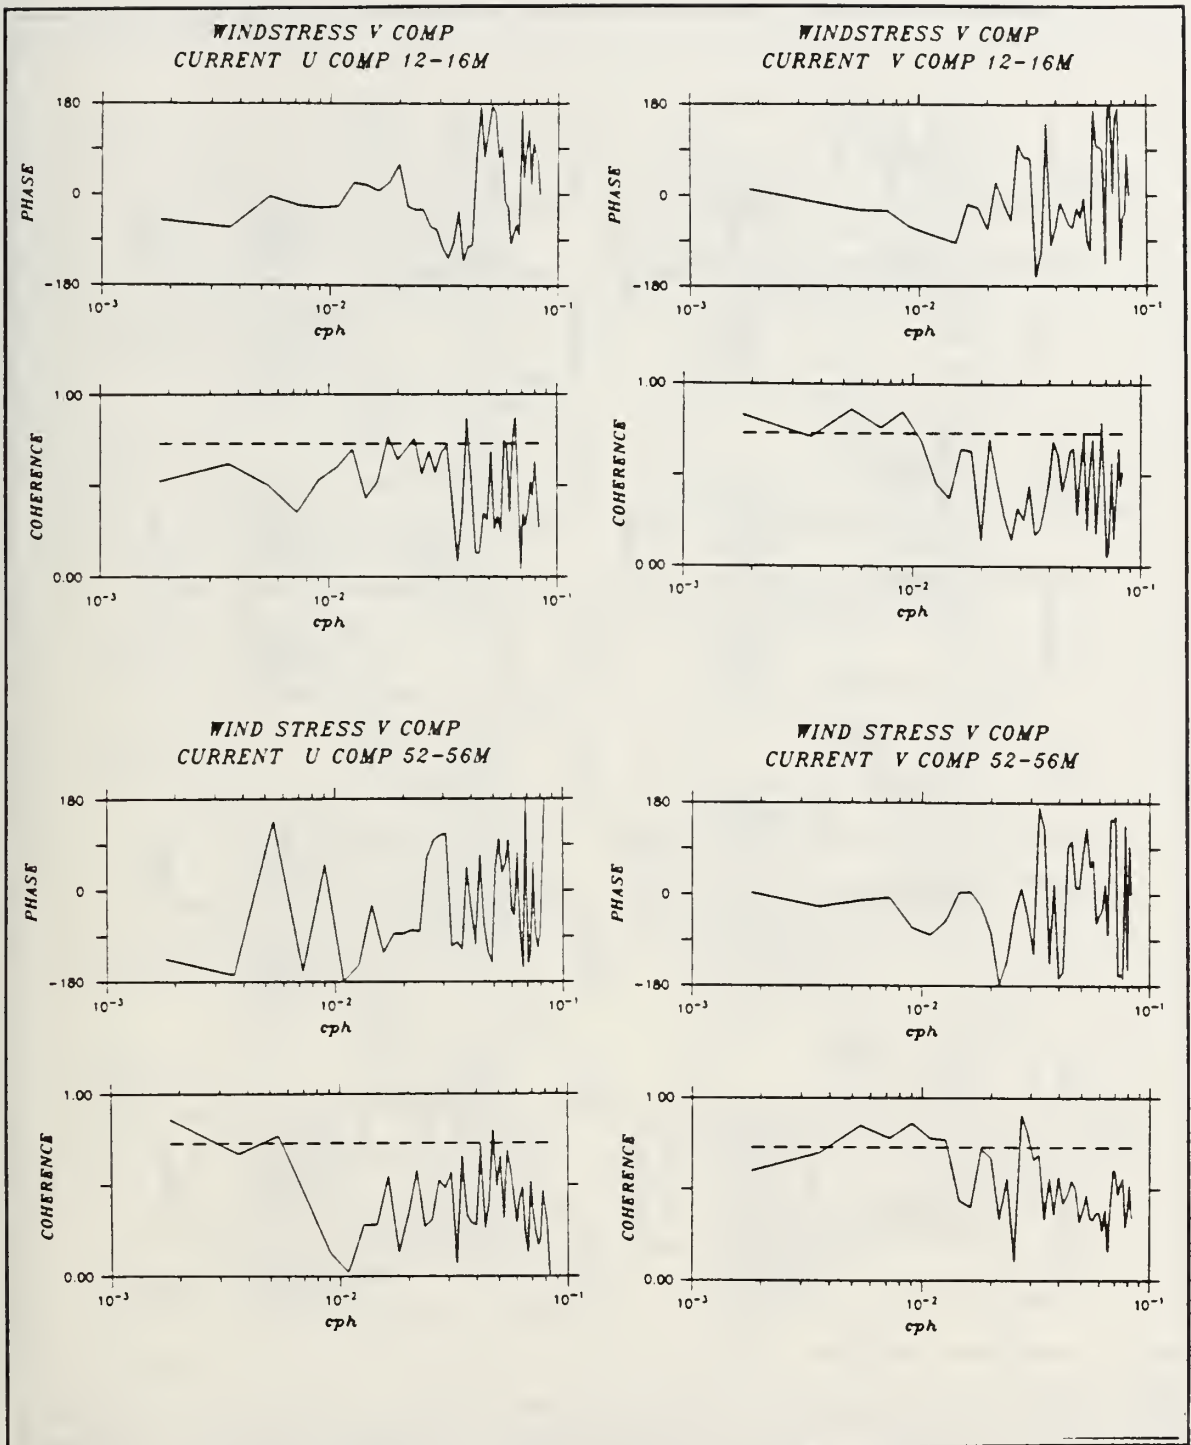 WINDSTRESS V COMP
CURRENT U COMP 12-16M
180
PHASE
0
-180
10⁻³
10⁻²
10⁻¹
cph
1.00
COHERENCE
0.00
10⁻³
10⁻²
10⁻¹
cph
WINDSTRESS V COMP
CURRENT V COMP 12-16M
180
PHASE
0
-180
10⁻³
10⁻²
10⁻¹
cph
1.00
COHERENCE
0.00
10⁻³
10⁻²
10⁻¹
cph
WIND STRESS V COMP
CURRENT U COMP 52-56M
180
PHASE
0
-180
10⁻³
10⁻²
10⁻¹
cph
1.00
COHERENCE
0.00
10⁻³
10⁻²
10⁻¹
cph
WIND STRESS V COMP
CURRENT V COMP 52-56M
180
PHASE
0
-180
10⁻³
10⁻²
10⁻¹
cph
1.00
COHERENCE
0.00
10⁻³
10⁻²
10⁻¹
cph